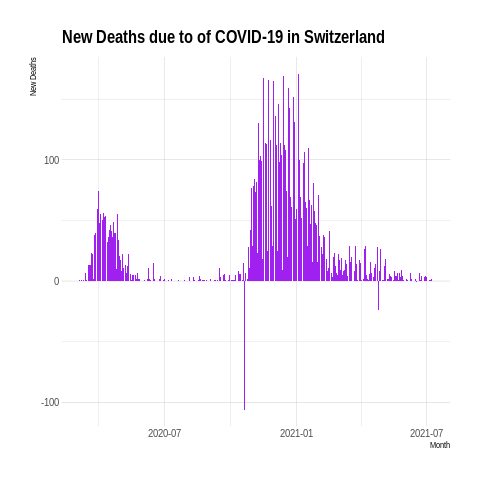 New Deaths due to of COVID-19 in Switzerland
New Deaths
100
0
-100
2020-07
2021-01
2021-07
Month